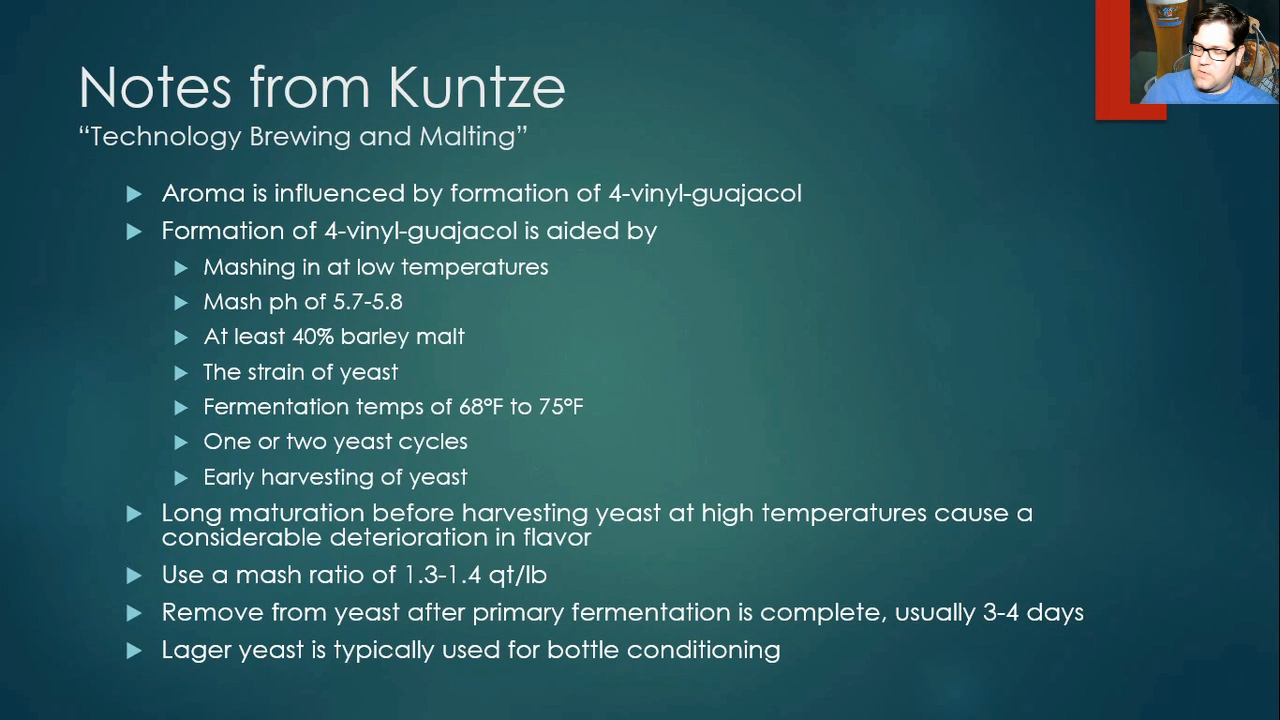 Notes from Kuntze
“Technology Brewing and Malting”
Aroma is influenced by formation of 4-vinyl-guajacol
Formation of 4-vinyl-guajacol is aided by
Mashing in at low temperatures
Mash ph of 5.7-5.8
At least 40% barley malt
The strain of yeast
Fermentation temps of 68°F to 75°F
One or two yeast cycles
Early harvesting of yeast
Long maturation before harvesting yeast at high temperatures cause a
considerable deterioration in flavor
Use a mash ratio of 1.3-1.4 qt/lb
Remove from yeast after primary fermentation is complete, usually 3-4 days
Lager yeast is typically used for bottle conditioning